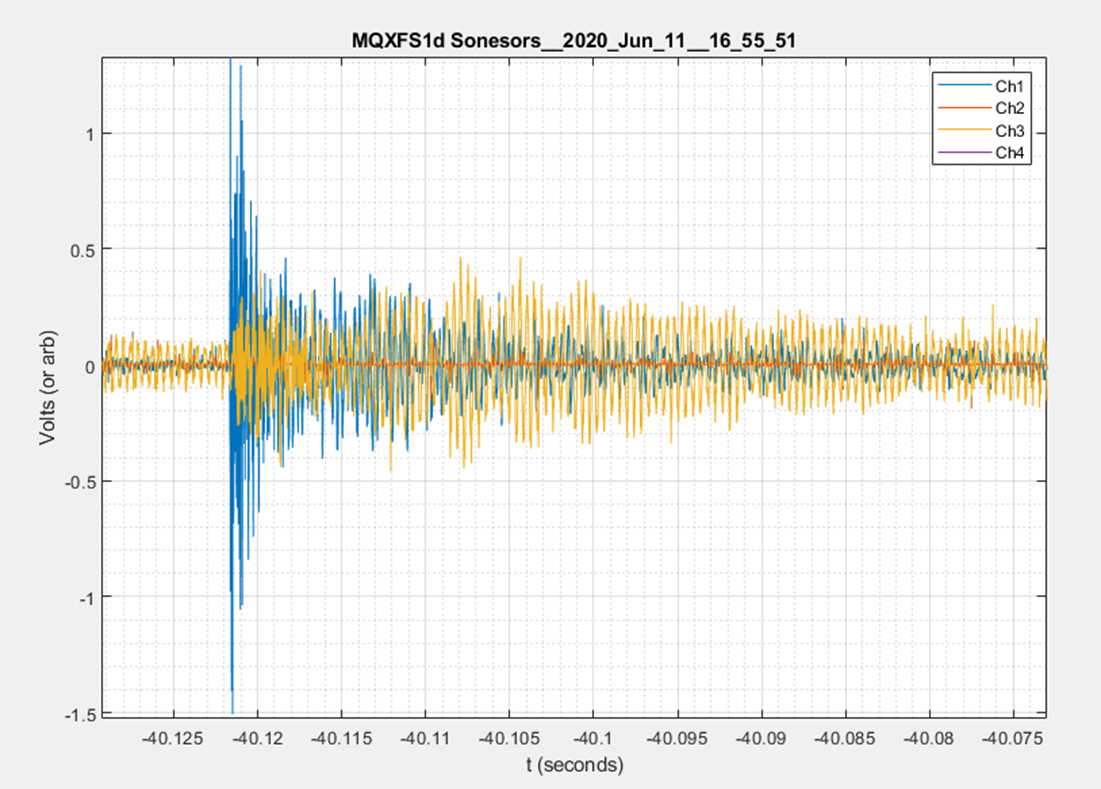 MQXFS1d Sonesors__2020_Jun_11__16_55_51
Ch1
Ch2
Ch3
Ch4
1
0.5
0
-0.5
-1
-1.5
Volts (or arb)
-40.125 -40.12 -40.115 -40.11 -40.105 -40.1 -40.095 -40.09 -40.085 -40.08 -40.075
t (seconds)